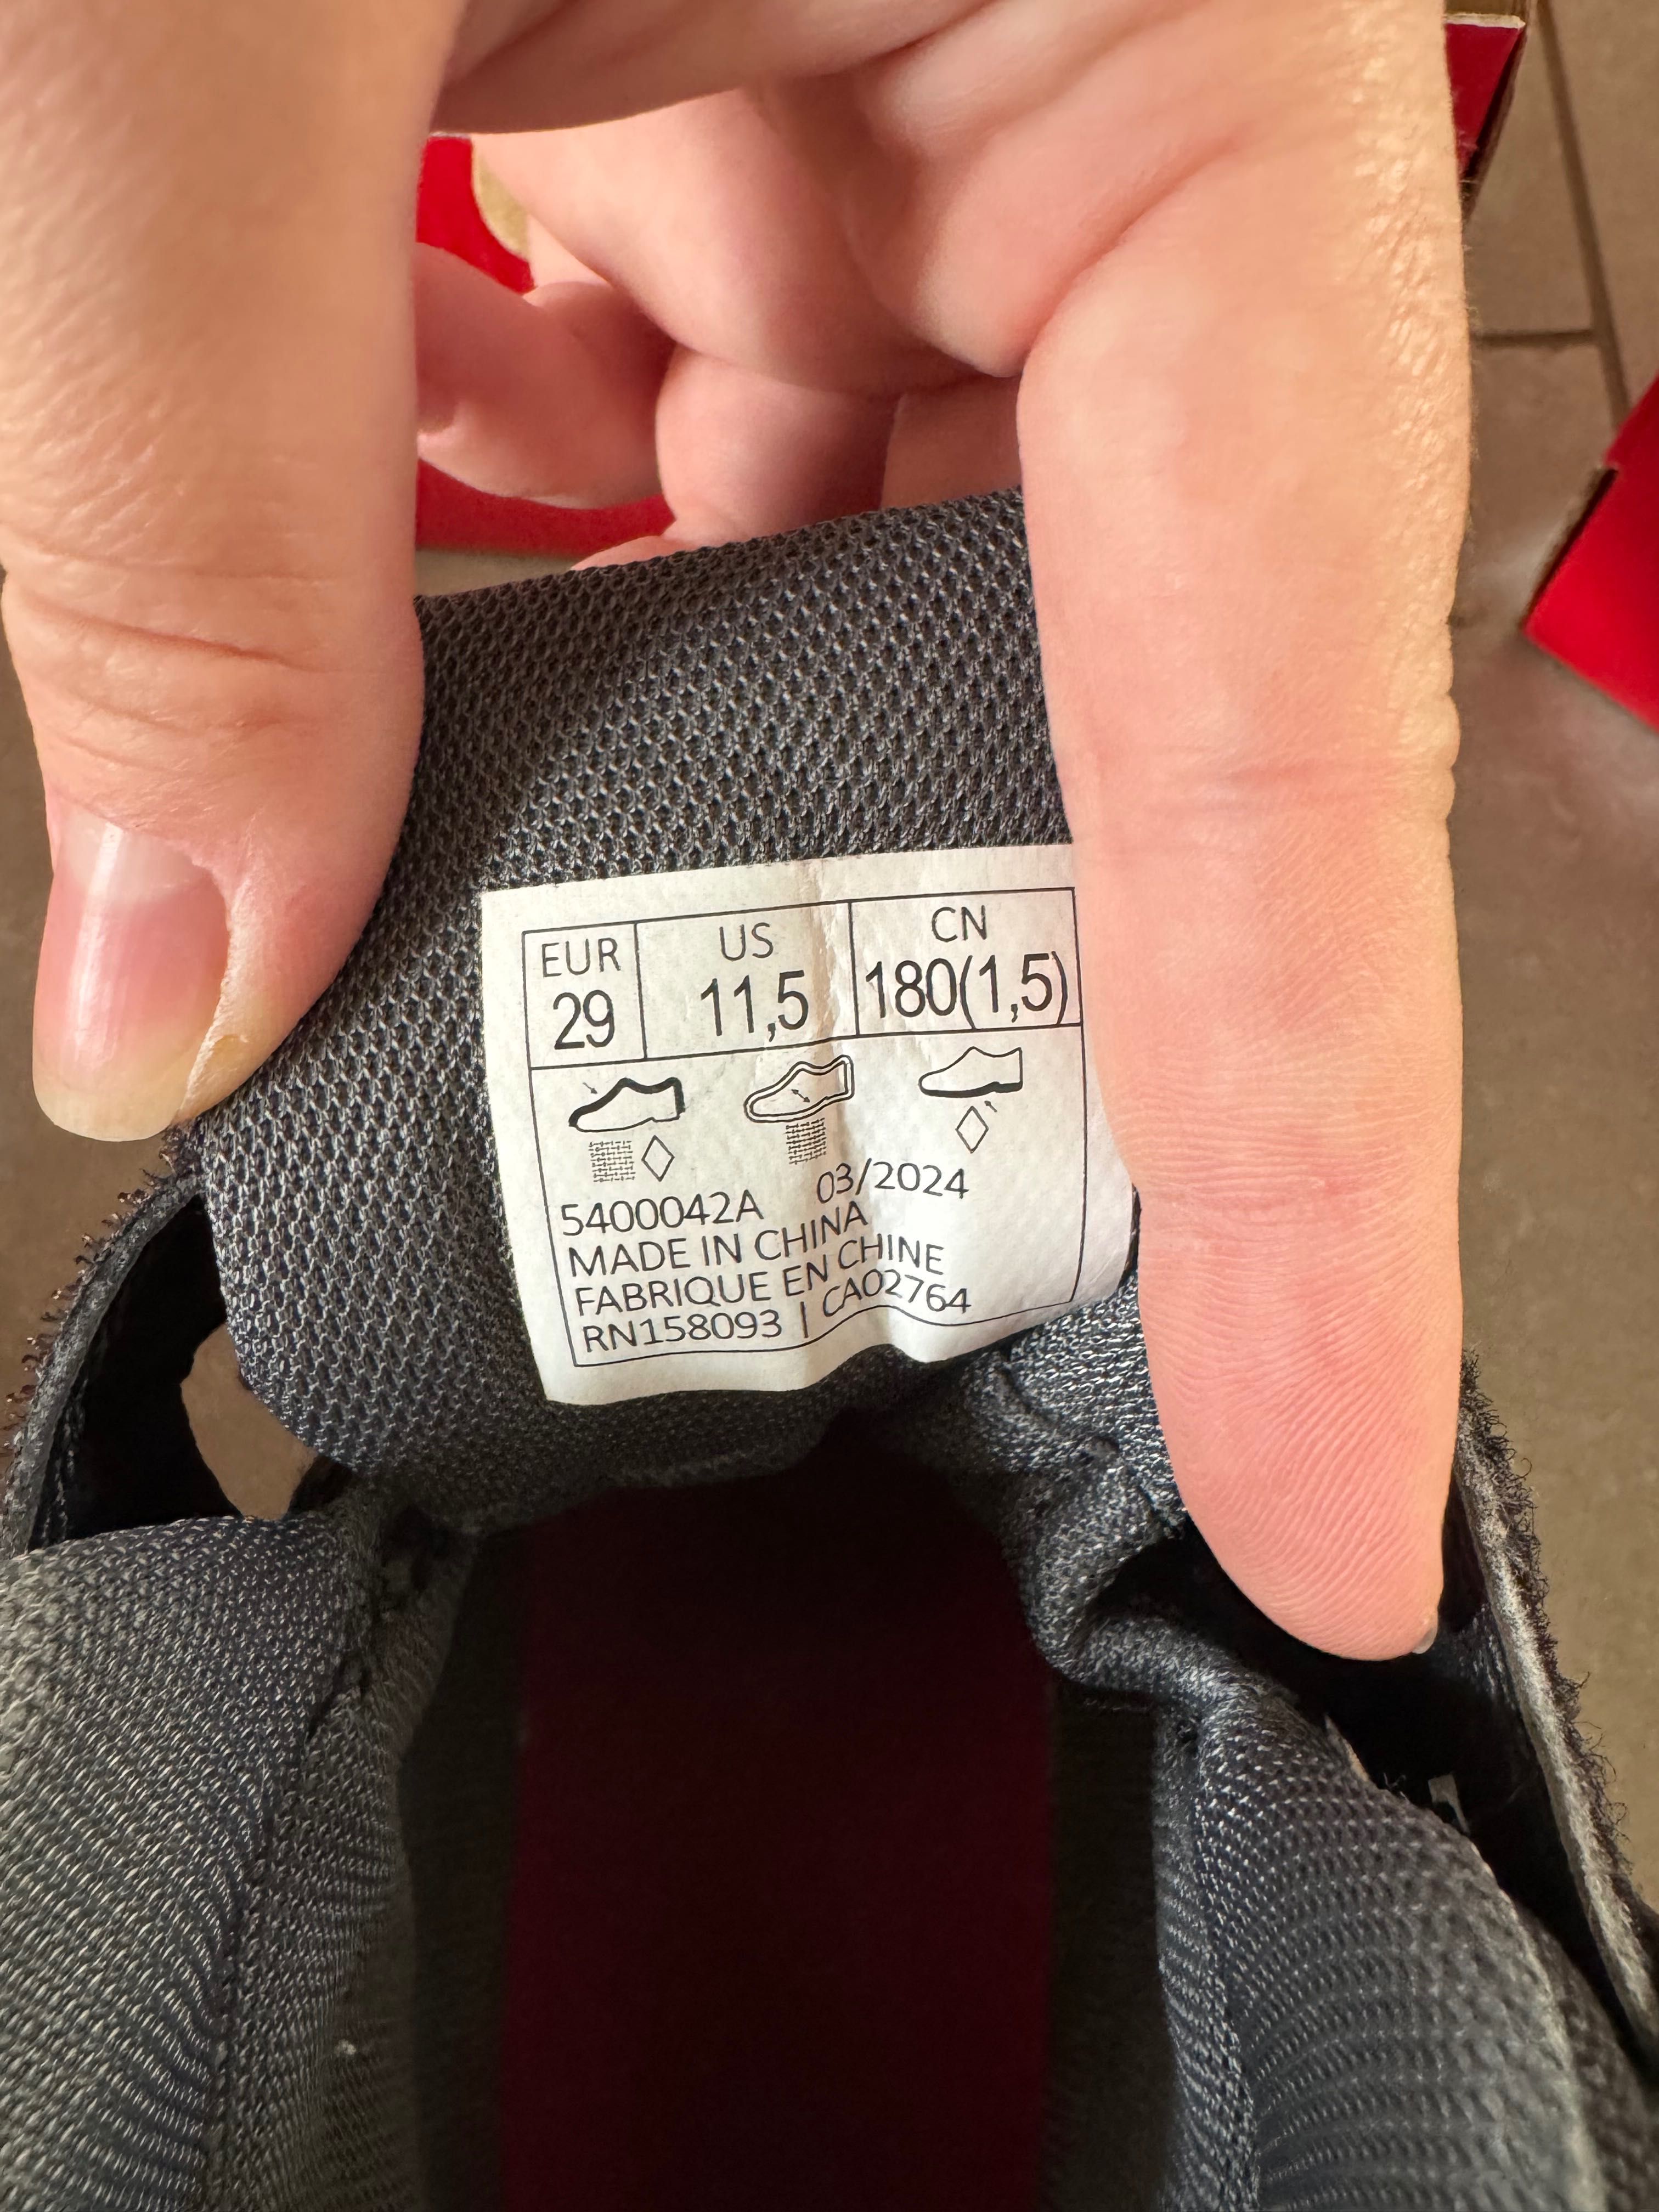 EUR US CN
29 11,5 180(1,5)
5400042A 03/2024
MADE IN CHINA
FABRIQUE EN CHINE
RN158093 | CA02764